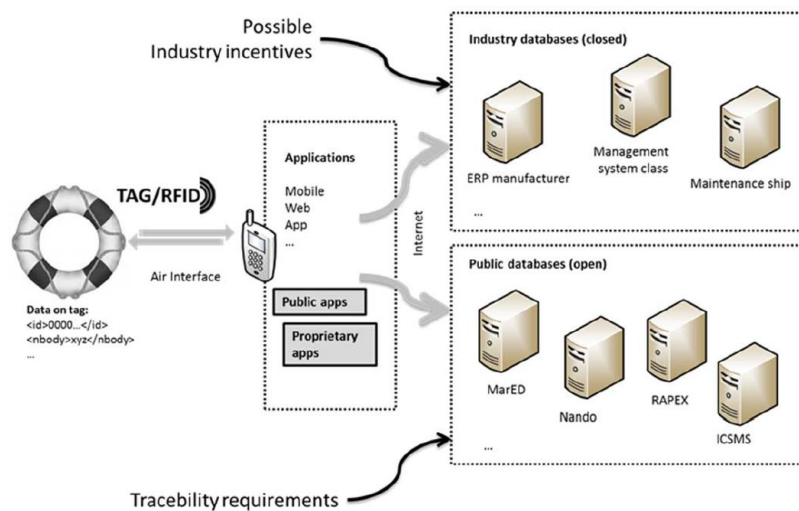 Possible
Industry incentives
Industry databases (closed)
ERP manufacturer
Management
system class
Maintenance ship
...
TAG/RFID
Air Interface
Data on tag:
<id>0000...</id>
<nbody>xyz</nbody>
...
Applications
Mobile
Web
App
...
Public apps
Proprietary
apps
Internet
Public databases (open)
MarED
Nando
RAPEX
ICSMS
...
Tracebility requirements